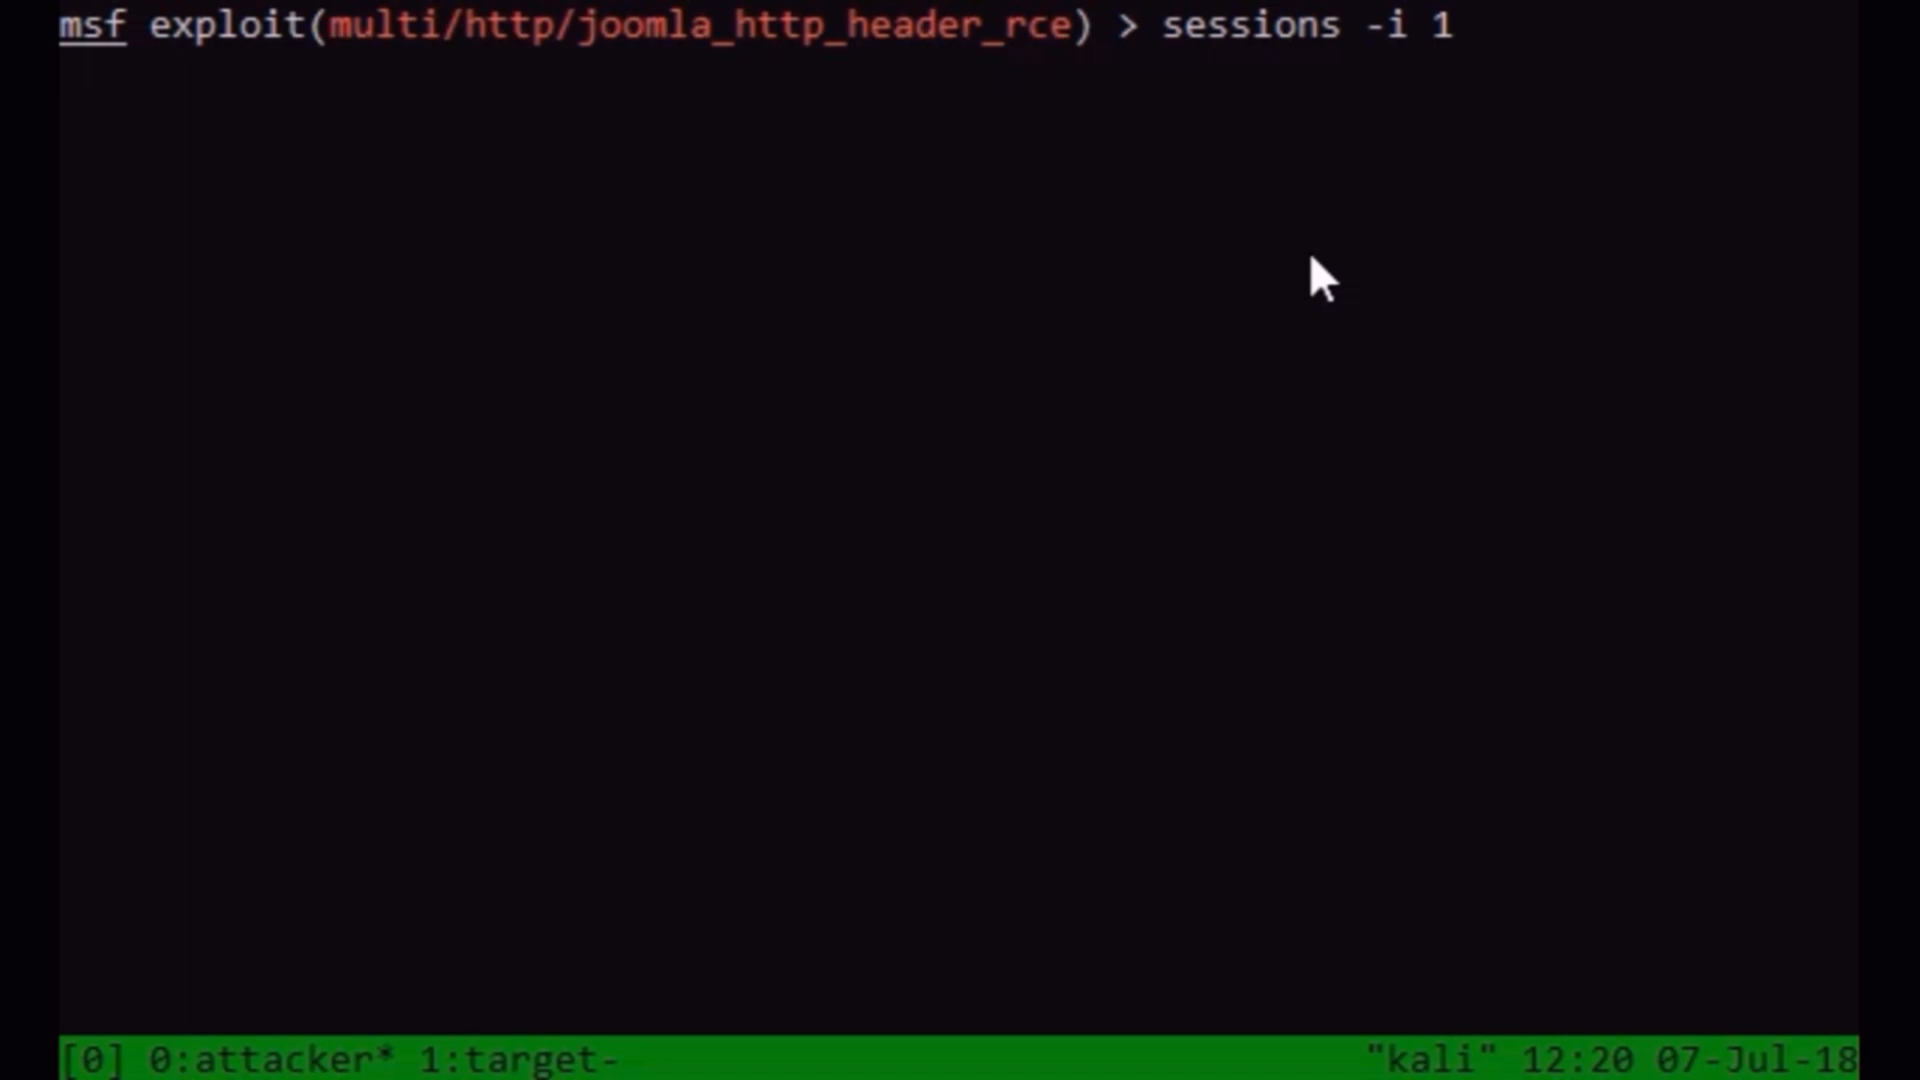 msf exploit(multi/http/joomla_http_header_rce) > sessions -i 1
[0] 0:attacker* 1:target- "kali" 12:20 07-Jul-18